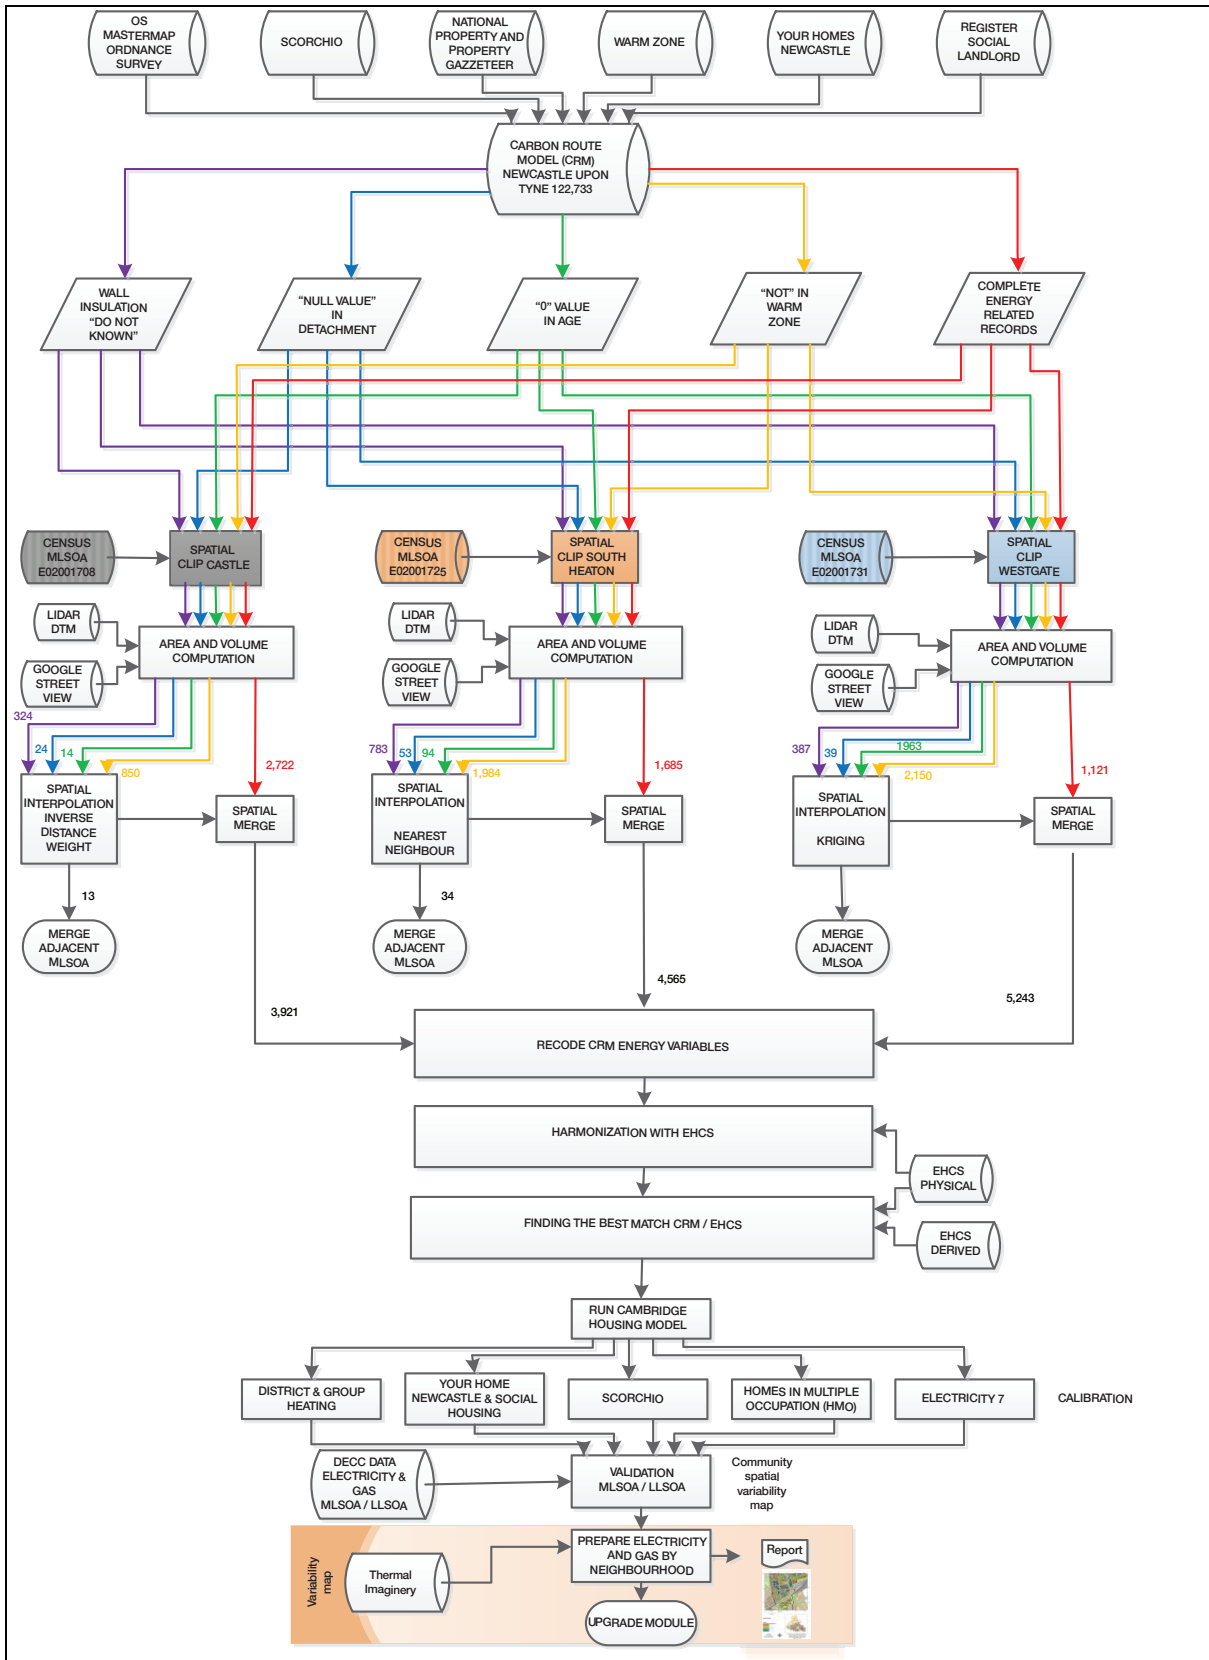 OS
MASTERMAP
ORDNANCE
SURVEY
SCORCHIO
NATIONAL
PROPERTY AND
PROPERTY
GAZZETEER
WARM ZONE
YOUR HOMES
NEWCASTLE
REGISTER
SOCIAL
LANDLORD
CARBON ROUTE
MODEL (CRM)
NEWCASTLE UPON
TYNE 122,733
WALL
INSULATION
“DO NOT
KNOWN”
“NULL VALUE”
IN
DETACHMENT
“0” VALUE
IN AGE
“NOT” IN
WARM
ZONE
COMPLETE
ENERGY
RELATED
RECORDS
CENSUS
MLSOA
E02001708
SPATIAL
CLIP CASTLE
CENSUS
MLSOA
E02001725
SPATIAL
CLIP SOUTH
HEATON
CENSUS
MLSOA
E02001731
SPATIAL
CLIP
WESTGATE
LIDAR
DTM
GOOGLE
STREET
VIEW
AREA AND VOLUME
COMPUTATION
LIDAR
DTM
GOOGLE
STREET
VIEW
AREA AND VOLUME
COMPUTATION
LIDAR
DTM
GOOGLE
STREET
VIEW
AREA AND VOLUME
COMPUTATION
324
24
14
850
2,722
783
53
94
1,984
1,685
387
39
1963
2,150
1,121
SPATIAL
INTERPOLATION
INVERSE
DISTANCE
WEIGHT
SPATIAL
MERGE
SPATIAL
INTERPOLATION
NEAREST
NEIGHBOUR
SPATIAL
MERGE
SPATIAL
INTERPOLATION
KRIGING
SPATIAL
MERGE
13
34
MERGE
ADJACENT
MLSOA
MERGE
ADJACENT
MLSOA
MERGE
ADJACENT
MLSOA
3,921
4,565
5,243
RECODE CRM ENERGY VARIABLES
HARMONIZATION WITH EHCS
EHCS
PHYSICAL
FINDING THE BEST MATCH CRM / EHCS
EHCS
DERIVED
RUN CAMBRIDGE
HOUSING MODEL
DISTRICT & GROUP
HEATING
YOUR HOME
NEWCASTLE & SOCIAL
HOUSING
SCORCHIO
HOMES IN MULTIPLE
OCCUPATION (HMO)
ELECTRICITY 7
CALIBRATION
DECC DATA
ELECTRICITY &
GAS
MLSOA / LLSOA
VALIDATION
MLSOA / LLSOA
Community
spatial
variability
map
Variability
map
Thermal
Imaginery
PREPARE ELECTRICITY
AND GAS BY
NEIGHBOURHOOD
Report
UPGRADE MODULE